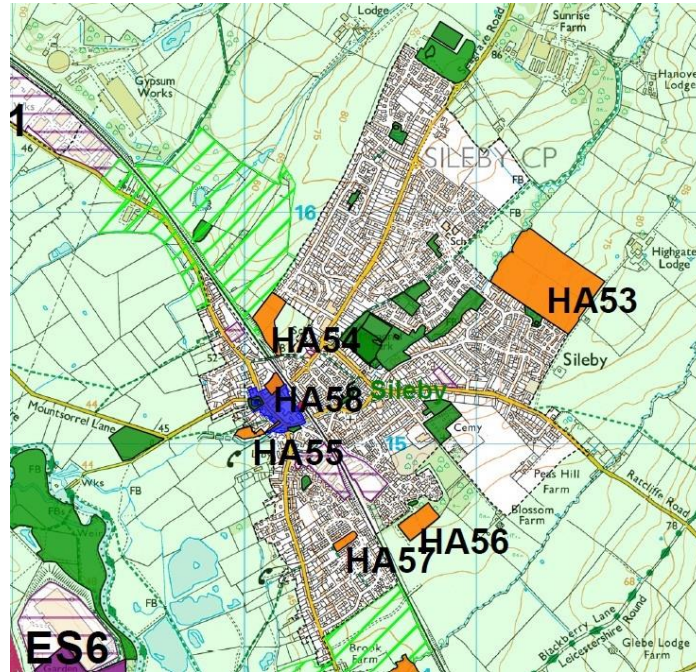 Lodge
Sunrise
Farm
86
Gypsum
Works
Hanover
Lodge
Wks
1
46
SILEBY CP
FB
16
Sch
Highgate
Lodge
HA53
HA54
52
Sileby
Sileby
HA58
Mountsorrel Lane
45
44
HA55
15
Cemy
Peas Hill
Farm
Ratcliffe Road
78
Blossom
Farm
FB
Wks
FB
FBs
Weir
HA56
HA57
FB
68
ES6
Garden
Brook
Farm
Blackberry Lane
Leicestershire Round
Glebe Lodge
Farm